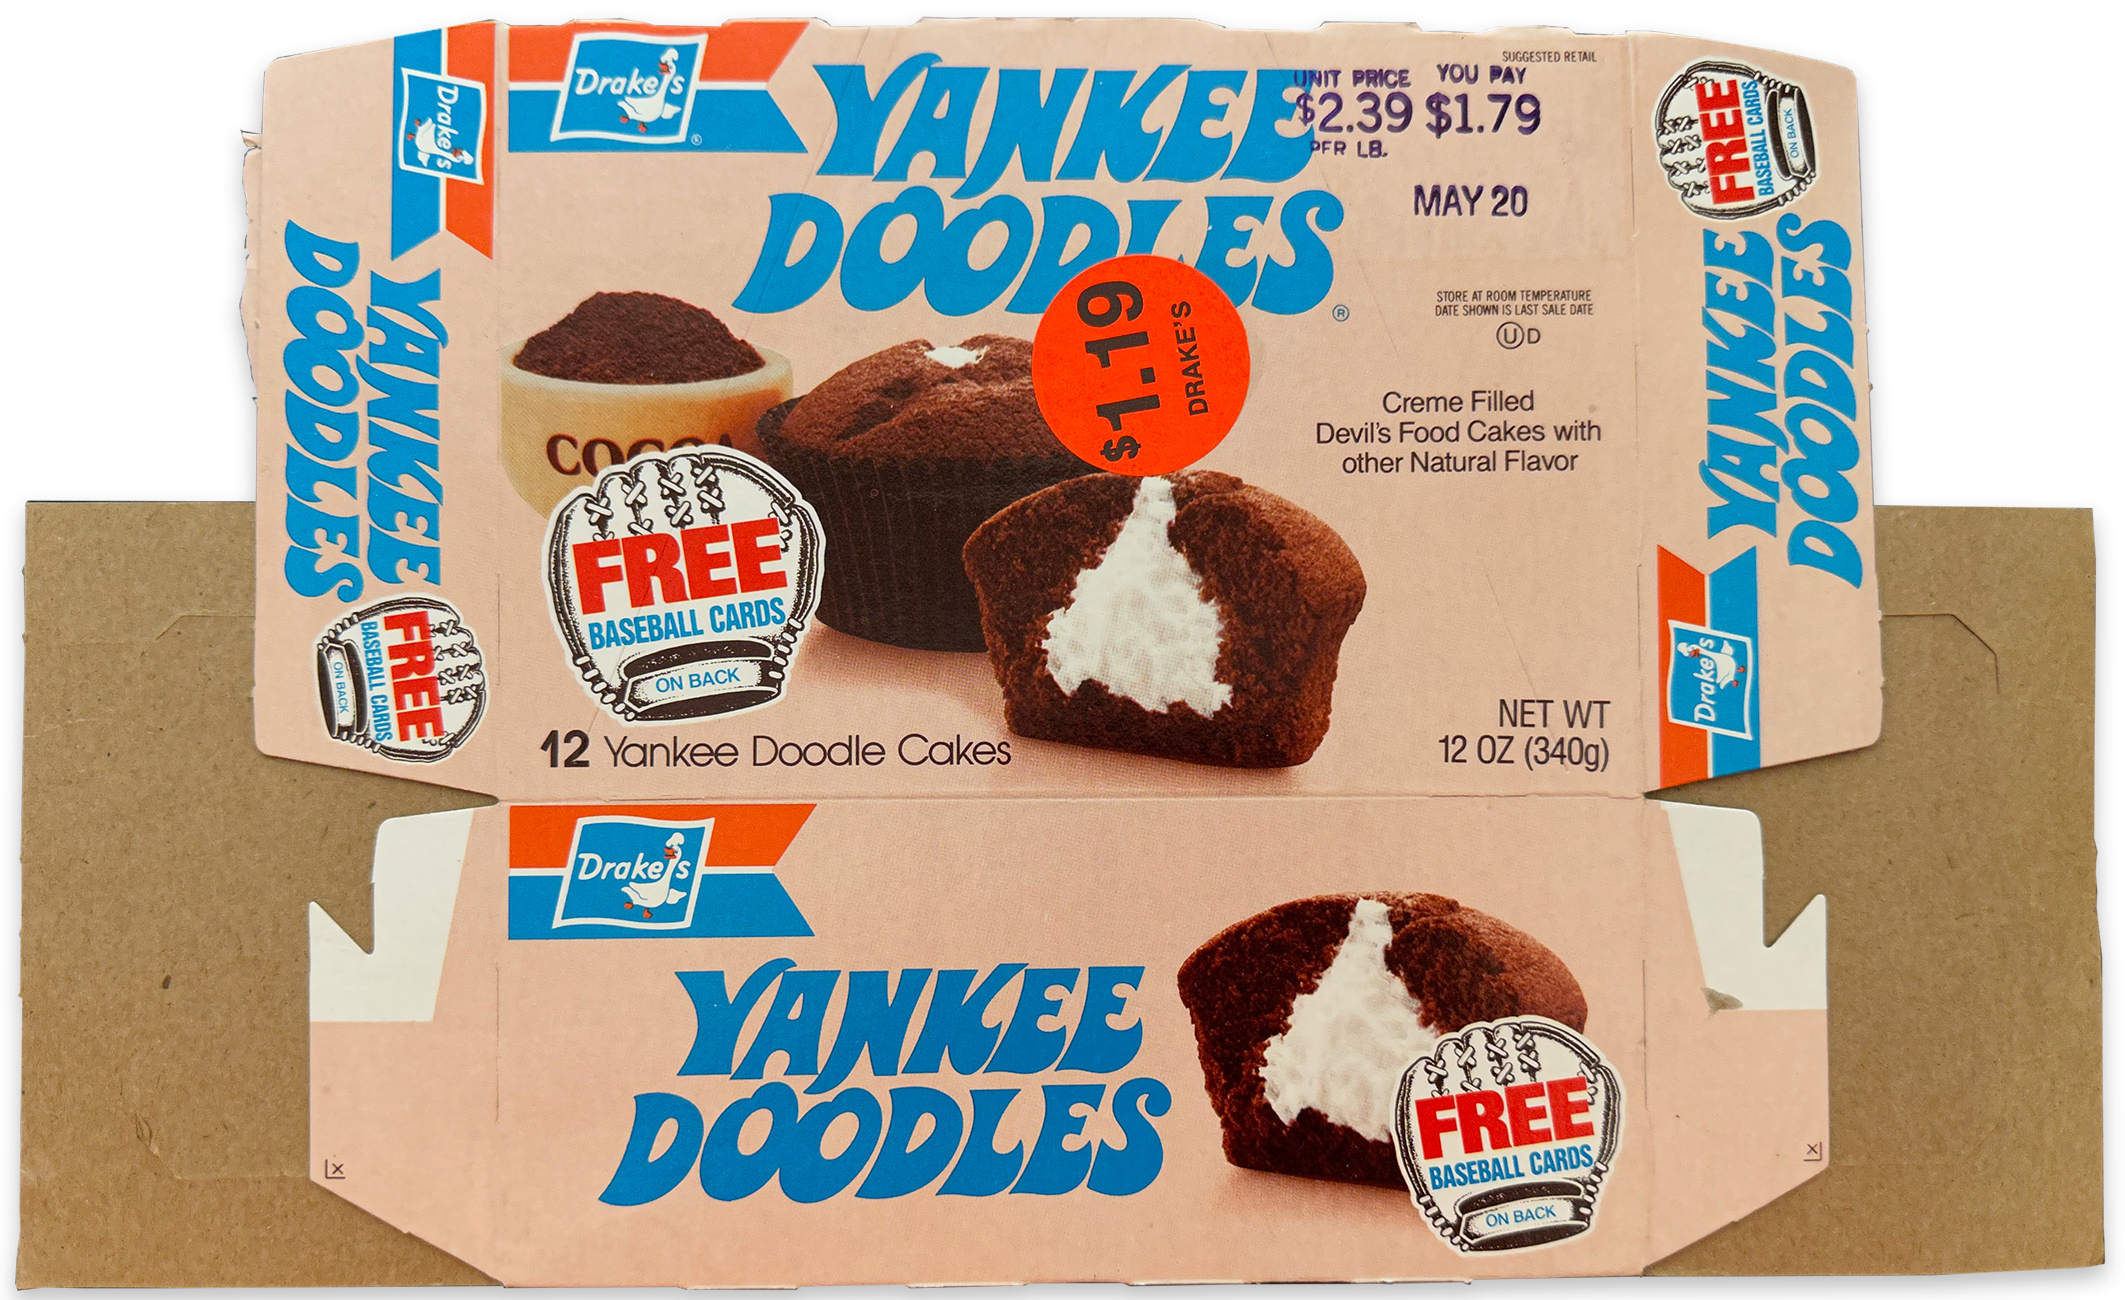 Drake's
YANKEE
DOODLES
®
SUGGESTED RETAIL
UNIT PRICE YOU PAY
$2.39 $1.79
PER LB.
MAY 20
STORE AT ROOM TEMPERATURE
DATE SHOWN IS LAST SALE DATE
U D
$1.19
DRAKE'S
Creme Filled
Devil's Food Cakes with
other Natural Flavor
COCOA
FREE
BASEBALL CARDS
ON BACK
12 Yankee Doodle Cakes
NET WT
12 OZ (340g)
Drake's
YANKEE
DOODLES
FREE
BASEBALL CARDS
ON BACK
FREE
BASEBALL CARDS
ON BACK
YANKEE
DOODLES
Drake's
Drake's
YANKEE
DOODLES
FREE
BASEBALL CARDS
ON BACK
x
x